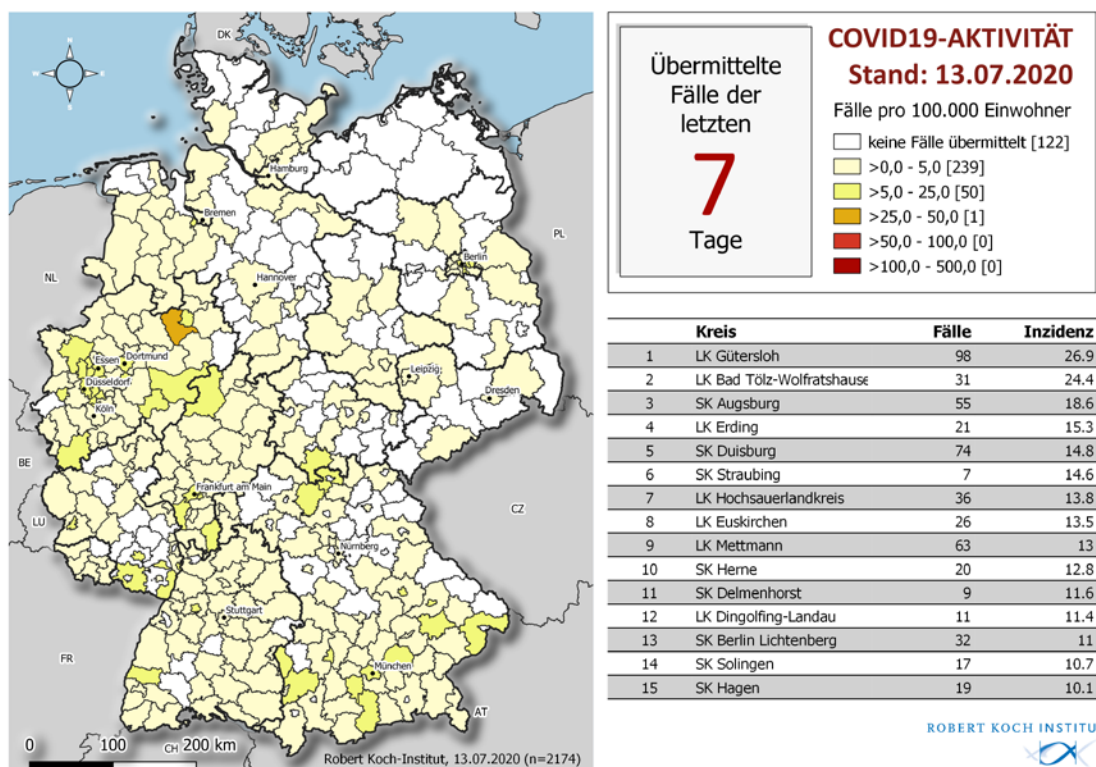 DK
Hamburg
Bremen
PL
Berlin
Hannover
NL
Essen
Dortmund
Düsseldorf
Köln
Leipzig
Dresden
BE
Frankfurt am Main
LU
CZ
Nürnberg
Stuttgart
FR
München
AT
CH
0 100 200 km
Robert Koch-Institut, 13.07.2020 (n=2174)
Übermittelte
Fälle der
letzten
7
Tage
COVID19-AKTIVITÄT
Stand: 13.07.2020
Fälle pro 100.000 Einwohner
keine Fälle übermittelt [122]
>0,0 - 5,0 [239]
>5,0 - 25,0 [50]
>25,0 - 50,0 [1]
>50,0 - 100,0 [0]
>100,0 - 500,0 [0]
Kreis Fälle Inzidenz
1 LK Gütersloh 98 26.9
2 LK Bad Tölz-Wolfratshause 31 24.4
3 SK Augsburg 55 18.6
4 LK Erding 21 15.3
5 SK Duisburg 74 14.8
6 SK Straubing 7 14.6
7 LK Hochsauerlandkreis 36 13.8
8 LK Euskirchen 26 13.5
9 LK Mettmann 63 13
10 SK Herne 20 12.8
11 SK Delmenhorst 9 11.6
12 LK Dingolfing-Landau 11 11.4
13 SK Berlin Lichtenberg 32 11
14 SK Solingen 17 10.7
15 SK Hagen 19 10.1
ROBERT KOCH INSTITU